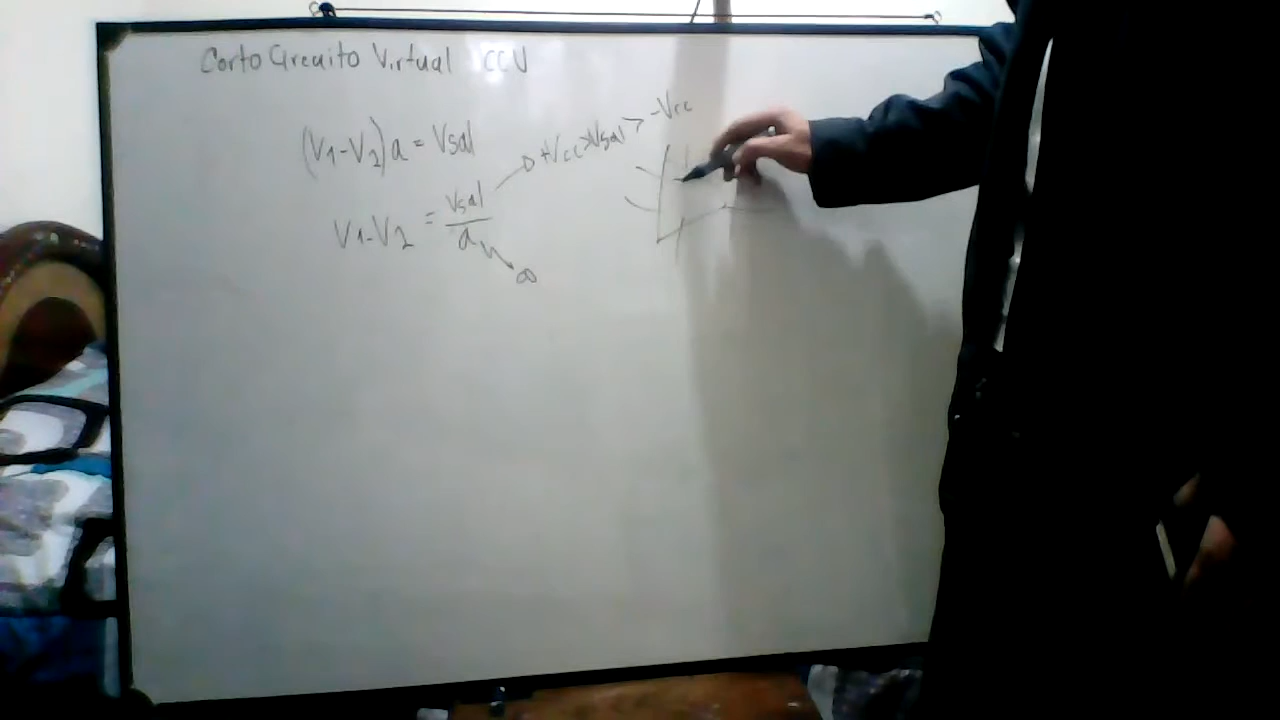 Corto Circuito Virtual CCV
(V1-V2)a = Vsal
+Vcc>Vsal>-Vcc
V1-V2 = Vsal/a
∞